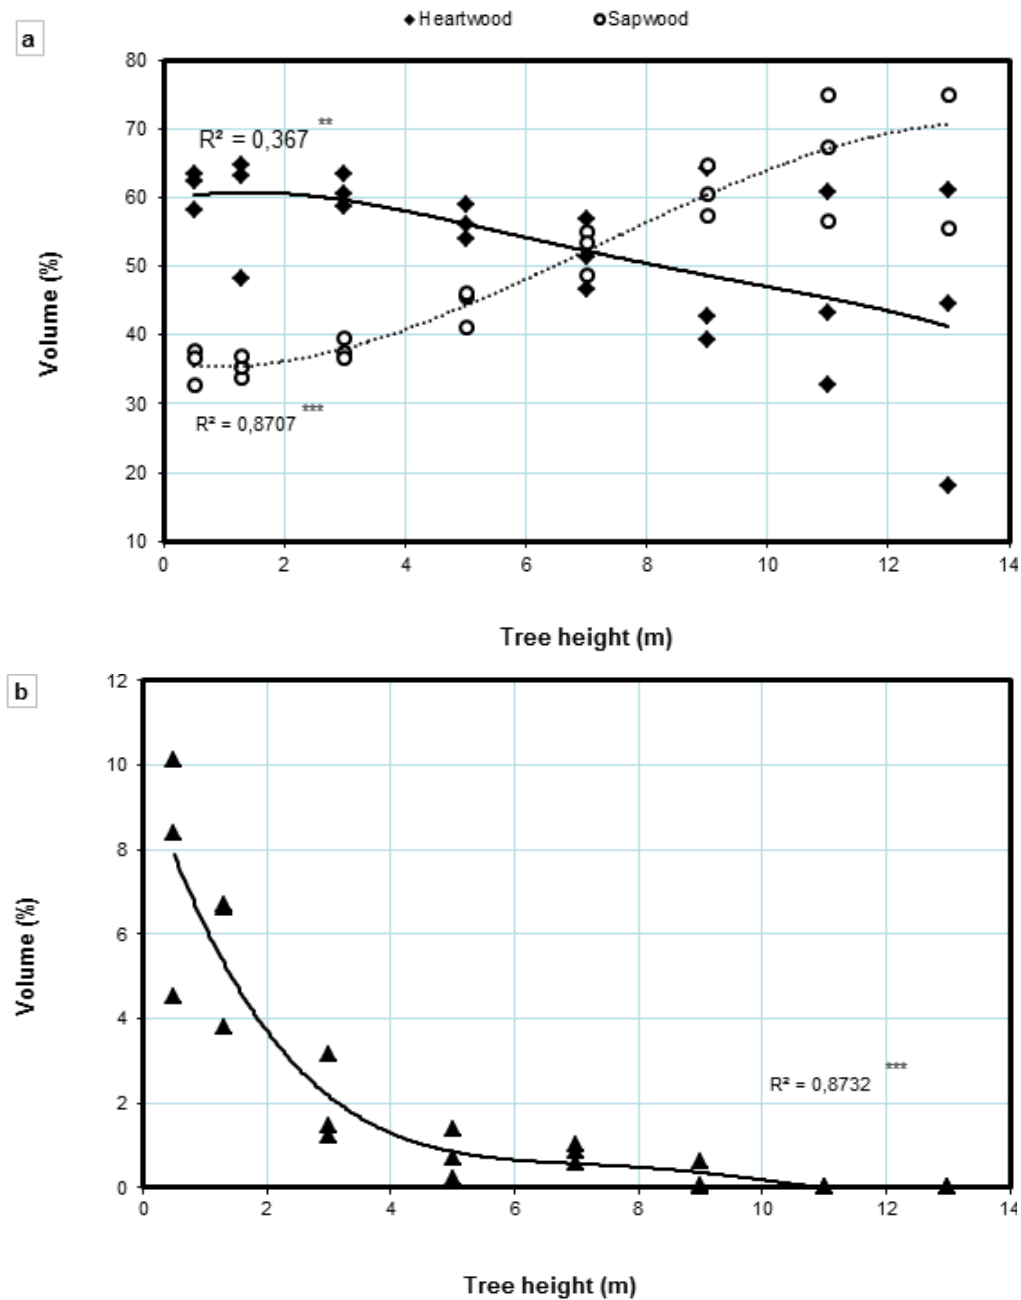 Heartwood Sapwood
a
80
70
60
50
40
30
20
10
R² = 0,367 **
R² = 0,8707 ***
Volume (%)
0 2 4 6 8 10 12 14
Tree height (m)
b
12
10
8
6
4
2
0
R² = 0,8732 ***
Volume (%)
0 2 4 6 8 10 12 14
Tree height (m)